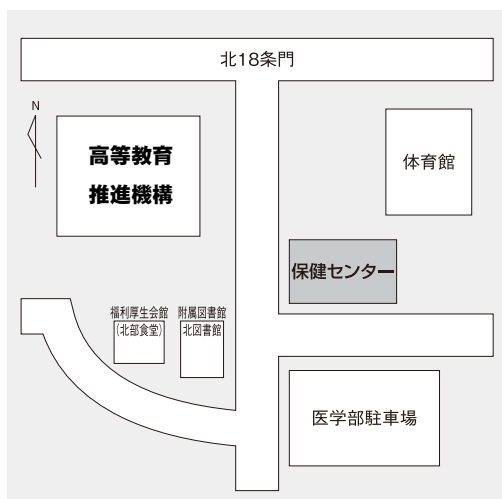 北18条門
N
高等教育
推進機構
体育館
保健センター
福利厚生会館
(北部食堂)
附属図書館
北図書館
医学部駐車場